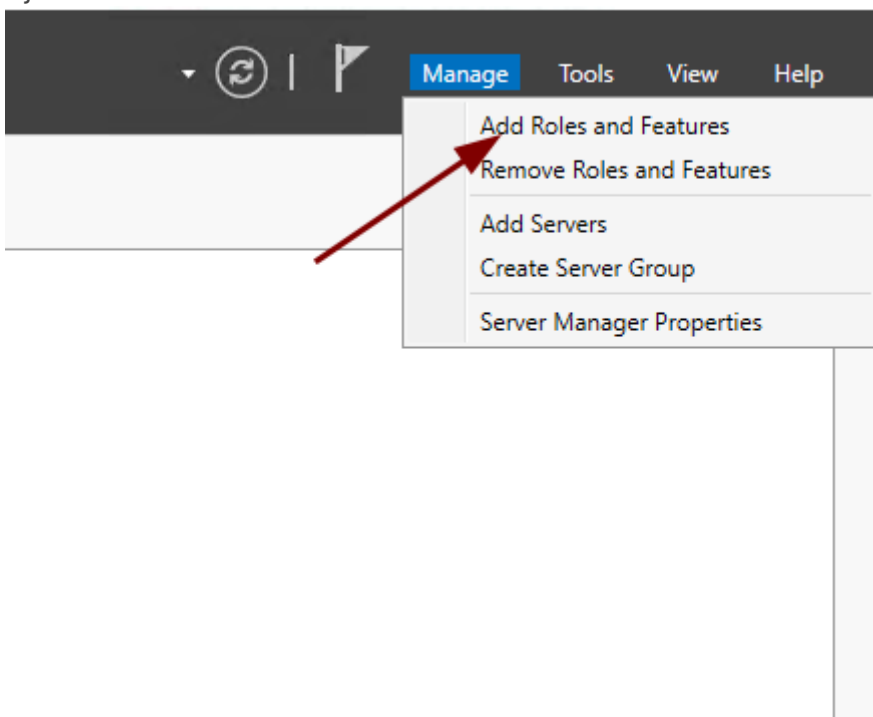 Manage Tools View Help
Add Roles and Features
Remove Roles and Features
Add Servers
Create Server Group
Server Manager Properties